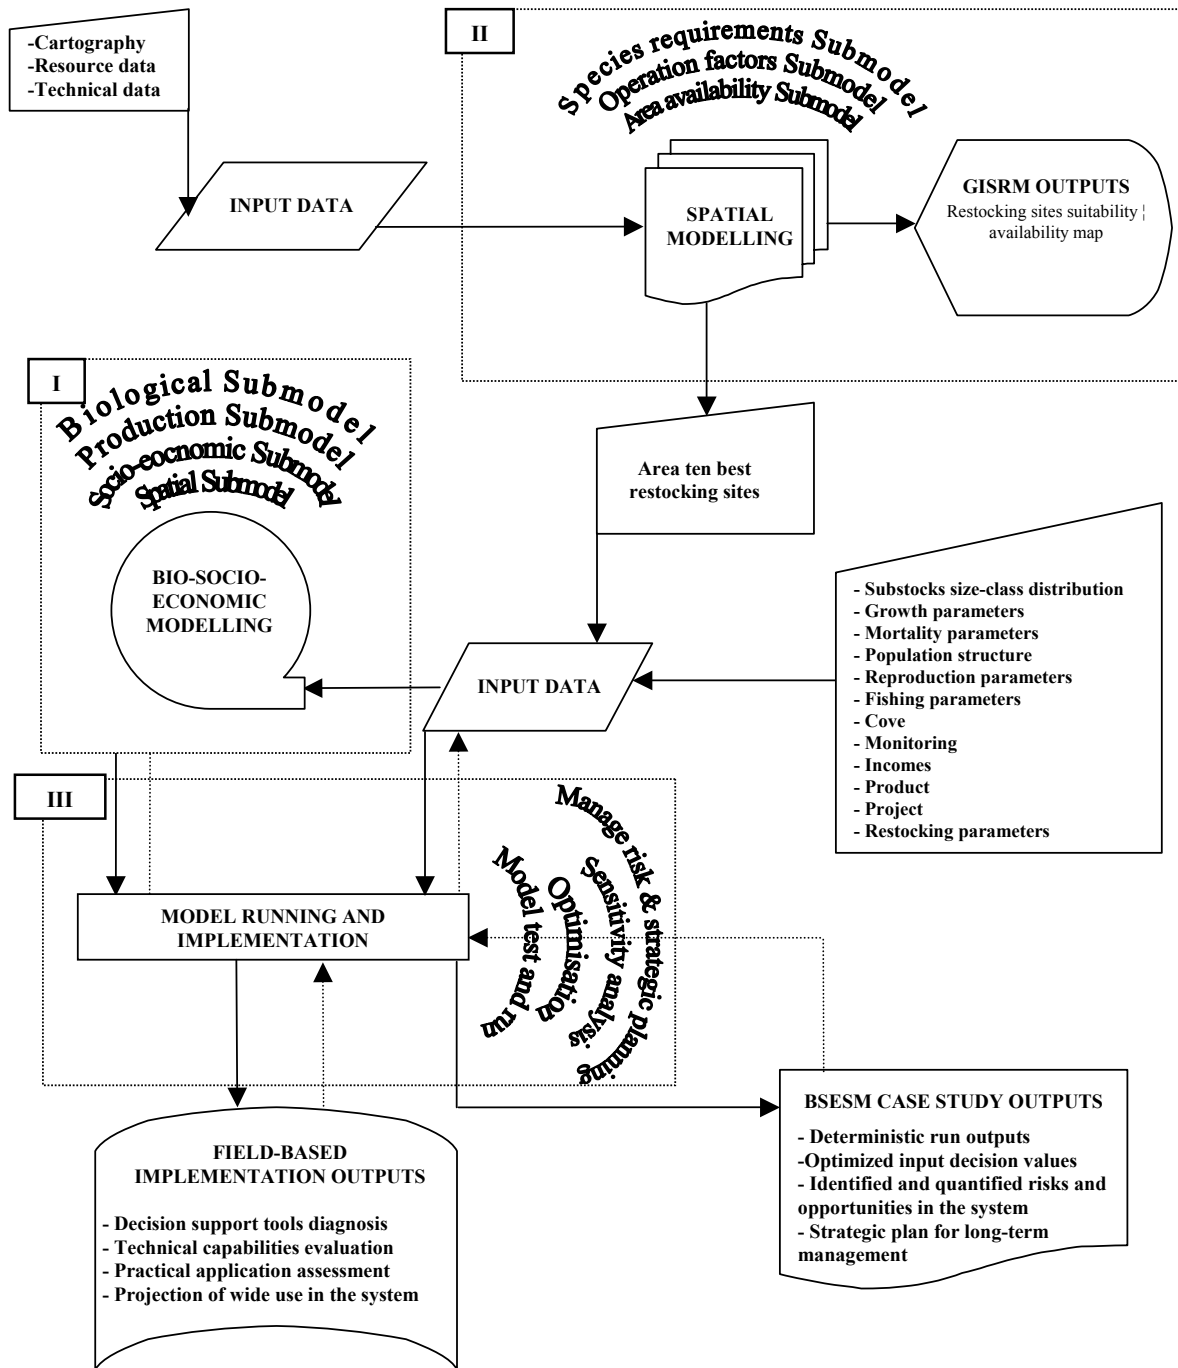 -Cartography
-Resource data
-Technical data
INPUT DATA
II
Species requirements Submodel
Operation factors Submodel
Area availability Submodel
SPATIAL
MODELLING
GISRM OUTPUTS
Restocking sites suitability ¦
availability map
I
Biological Submodel
Production Submodel
Socio-eocnomic Submodel
Spatial Submodel
BIO-SOCIO-
ECONOMIC
MODELLING
Area ten best
restocking sites
INPUT DATA
- Substocks size-class distribution
- Growth parameters
- Mortality parameters
- Population structure
- Reproduction parameters
- Fishing parameters
- Cove
- Monitoring
- Incomes
- Product
- Project
- Restocking parameters
III
MODEL RUNNING AND
IMPLEMENTATION
Model test and run
Optimisation
Sensitivity analysis
Manage risk & strategic planning
FIELD-BASED
IMPLEMENTATION OUTPUTS
- Decision support tools diagnosis
- Technical capabilities evaluation
- Practical application assessment
- Projection of wide use in the system
BSESM CASE STUDY OUTPUTS
- Deterministic run outputs
-Optimized input decision values
- Identified and quantified risks and
opportunities in the system
- Strategic plan for long-term
management